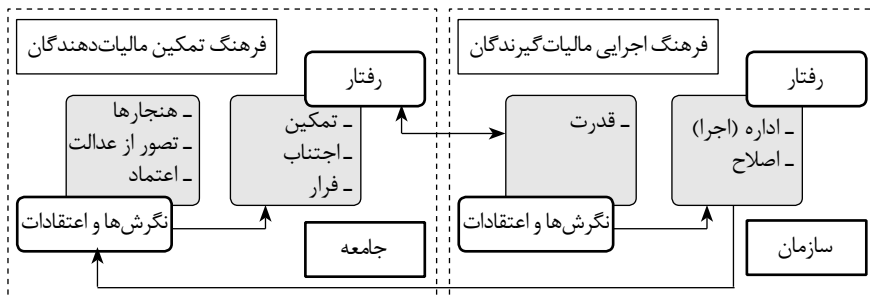 فرهنگ اجرایی مالیات‌گیرندگان
رفتار
ـ اداره (اجرا)
ـ اصلاح
ـ قدرت
نگرش‌ها و اعتقادات
سازمان
فرهنگ تمکین مالیات‌دهندگان
رفتار
ـ تمکین
ـ اجتناب
ـ فرار
ـ هنجارها
ـ تصور از عدالت
ـ اعتماد
نگرش‌ها و اعتقادات
جامعه